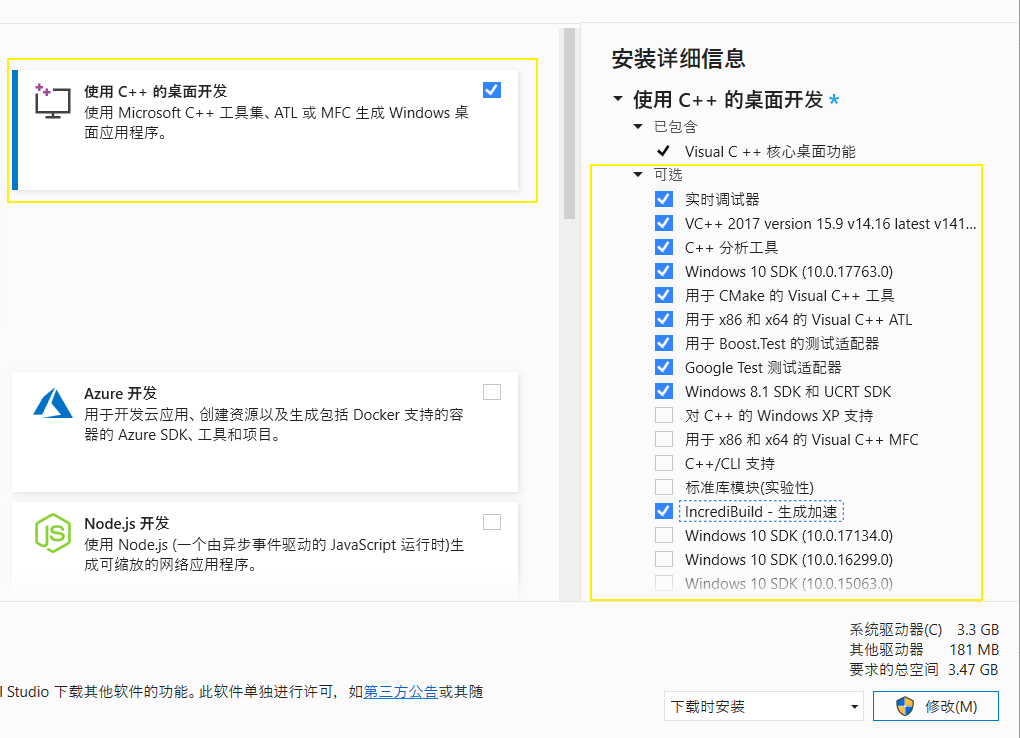 使用 C++ 的桌面开发
使用 Microsoft C++ 工具集、ATL 或 MFC 生成 Windows 桌
面应用程序。
Azure 开发
用于开发云应用、创建资源以及生成包括 Docker 支持的容
器的 Azure SDK、工具和项目。
Node.js 开发
使用 Node.js (一个由异步事件驱动的 JavaScript 运行时)生
成可缩放的网络应用程序。
安装详细信息
使用 C++ 的桌面开发 *
已包含
Visual C ++ 核心桌面功能
可选
实时调试器
VC++ 2017 version 15.9 v14.16 latest v141...
C++ 分析工具
Windows 10 SDK (10.0.17763.0)
用于 CMake 的 Visual C++ 工具
用于 x86 和 x64 的 Visual C++ ATL
用于 Boost.Test 的测试适配器
Google Test 测试适配器
Windows 8.1 SDK 和 UCRT SDK
对 C++ 的 Windows XP 支持
用于 x86 和 x64 的 Visual C++ MFC
C++/CLI 支持
标准库模块(实验性)
IncrediBuild - 生成加速
Windows 10 SDK (10.0.17134.0)
Windows 10 SDK (10.0.16299.0)
Windows 10 SDK (10.0.15063.0)
系统驱动器(C) 3.3 GB
其他驱动器 181 MB
要求的总空间 3.47 GB
l Studio 下载其他软件的功能。此软件单独进行许可，如第三方公告或其随
下载时安装
修改(M)